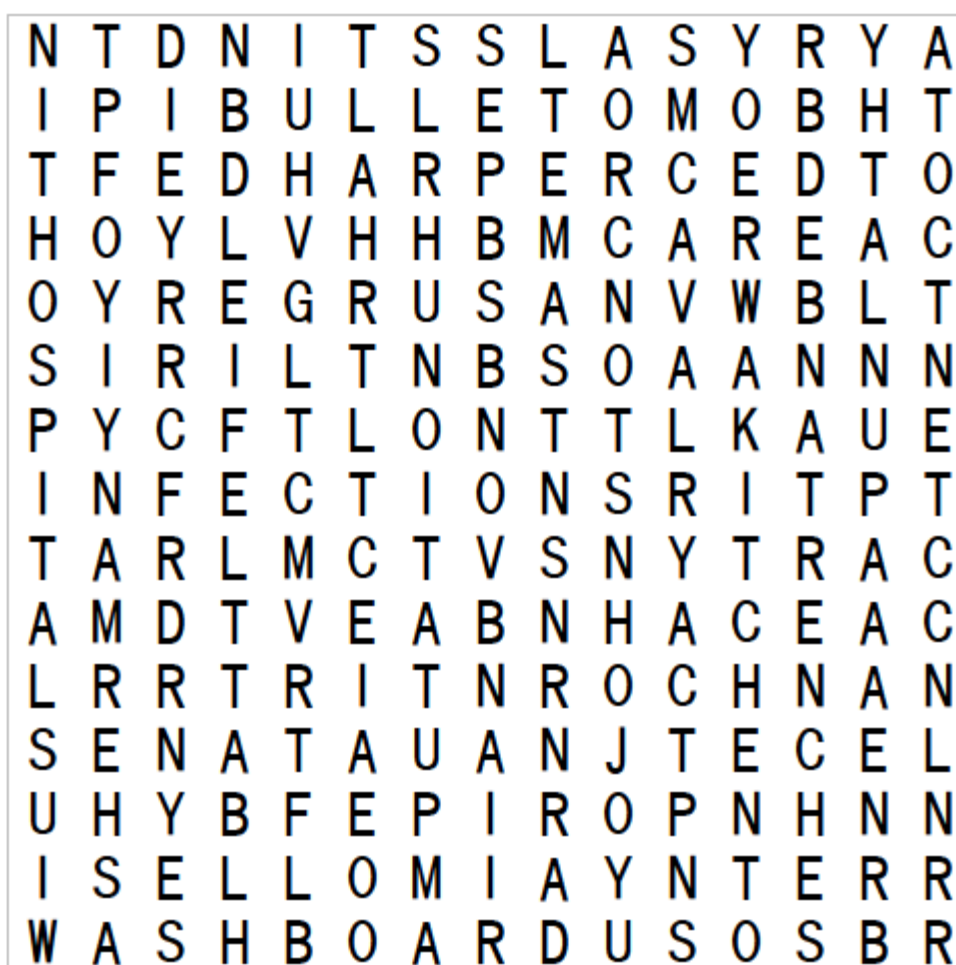 N T D N I T S S L A S Y R Y A
I P I B U L L E T O M O B H T
T F E D H A R P E R C E D T O
H O Y L V H H B M C A R E A C
O Y R E G R U S A N V W B L T
S I R I L T N B S O A A N N N
P Y C F T L O N T T L K A U E
I N F E C T I O N S R I T P T
T A R L M C T V S N Y T R A C
A M D T V E A B N H A C E A C
L R R T R I T N R O C H N A N
S E N A T A U A N J T E C E L
U H Y B F E P I R O P N H N N
I S E L L O M I A Y N T E R R
W A S H B O A R D U S O S B R